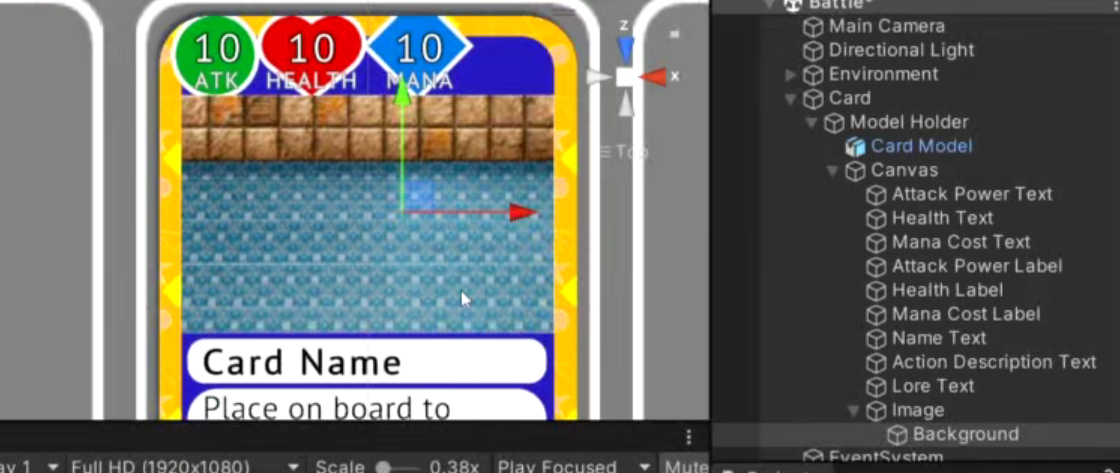 10 10 10
ATK HEALTH MANA
Card Name
Place on board to
z
x
Top
Battle*
Main Camera
Directional Light
Environment
Card
Model Holder
Card Model
Canvas
Attack Power Text
Health Text
Mana Cost Text
Attack Power Label
Health Label
Mana Cost Label
Name Text
Action Description Text
Lore Text
Image
Background
EventSystem
ay 1 Full HD (1920x1080) Scale 0.38x Play Focused Mute